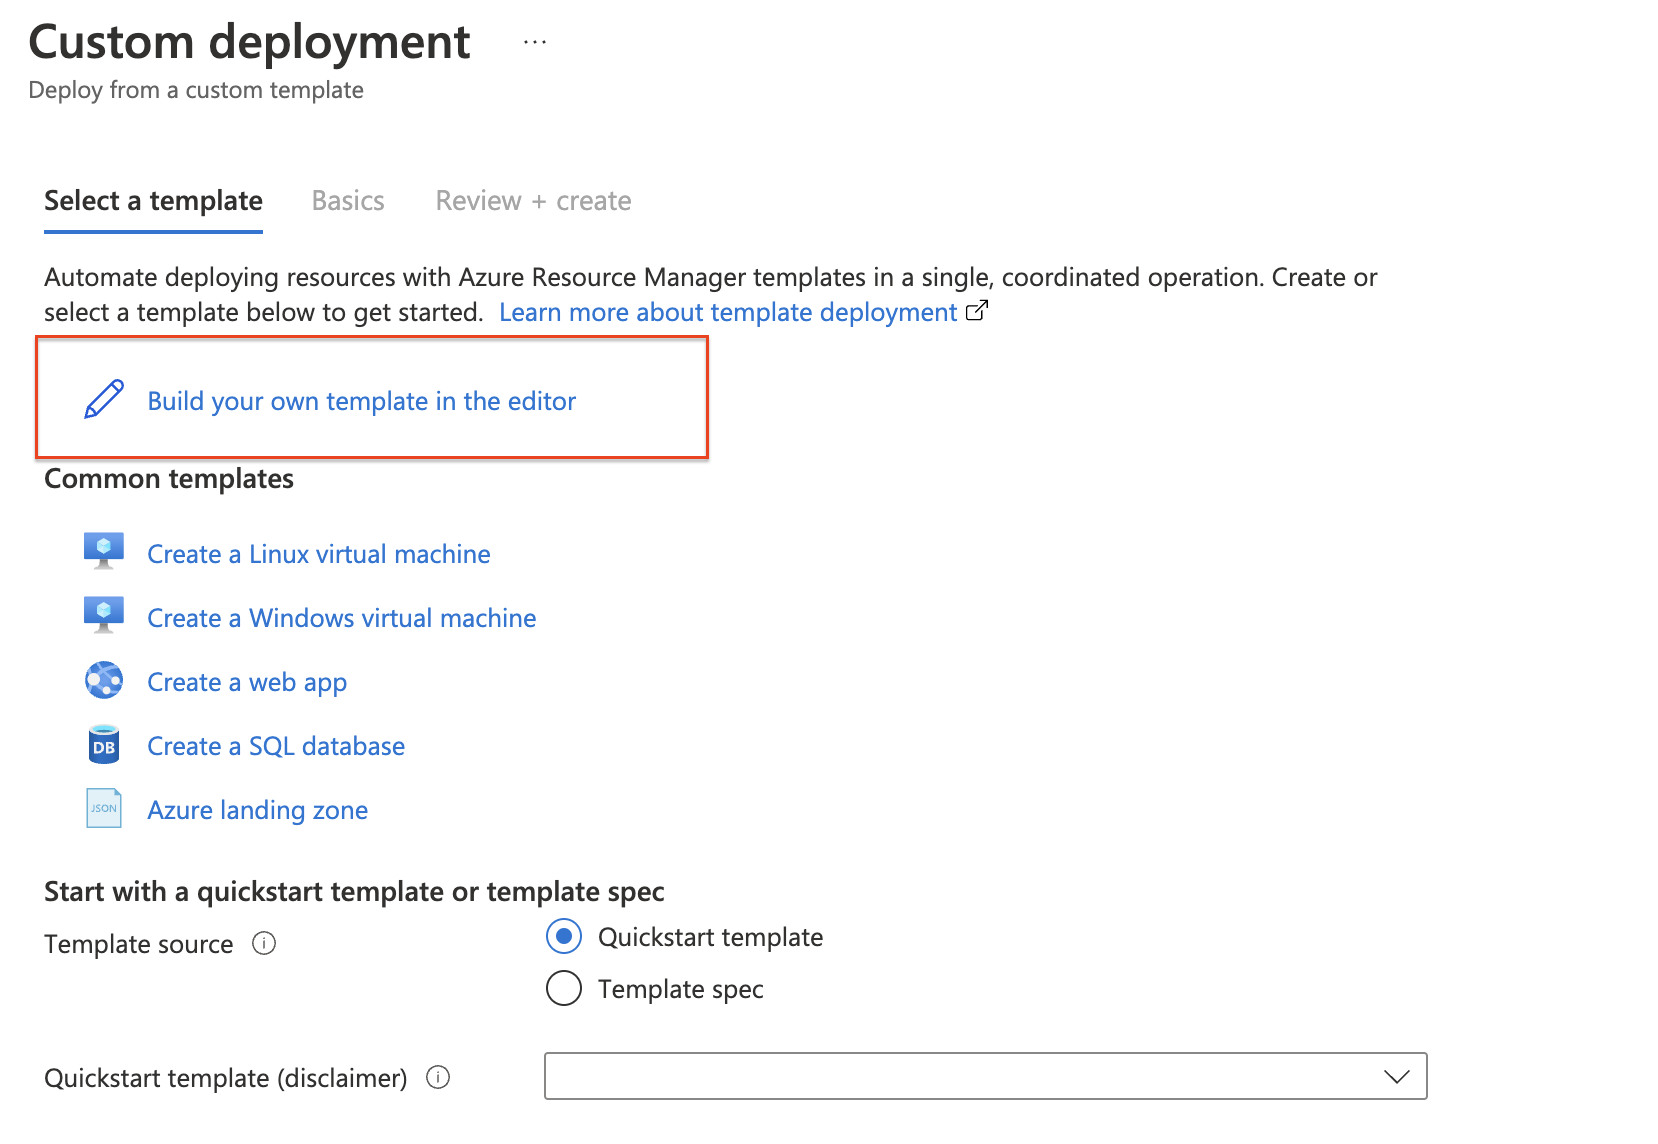 Custom deployment ...
Deploy from a custom template
Select a template Basics Review + create
Automate deploying resources with Azure Resource Manager templates in a single, coordinated operation. Create or
select a template below to get started. Learn more about template deployment
Build your own template in the editor
Common templates
Create a Linux virtual machine
Create a Windows virtual machine
Create a web app
DB Create a SQL database
JSON Azure landing zone
Start with a quickstart template or template spec
Template source i Quickstart template
Template spec
Quickstart template (disclaimer) i